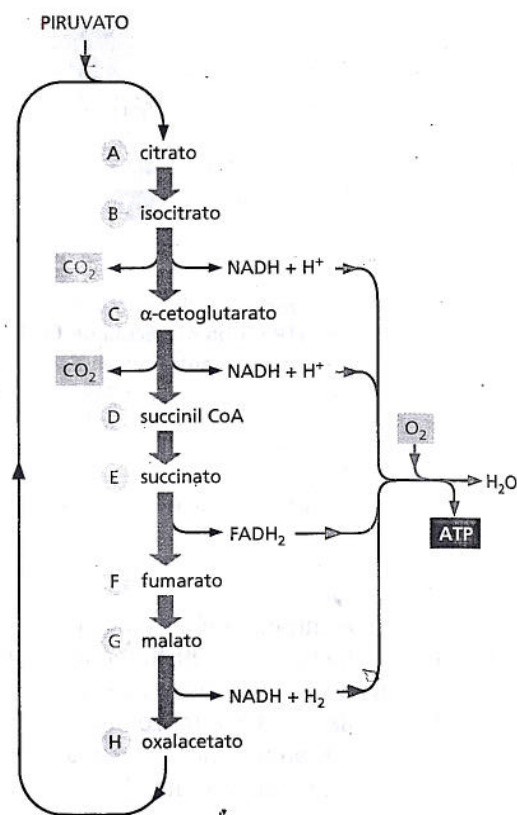 PIRUVATO
A citrato
B isocitrato
CO₂ NADH + H⁺
C α-cetoglutarato
CO₂ NADH + H⁺
D succinil CoA
O₂
E succinato
H₂O
FADH₂ ATP
F fumarato
G malato
NADH + H₂
H oxalacetato